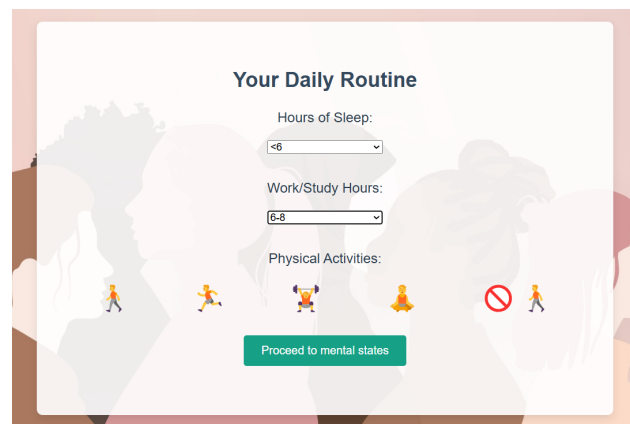 Your Daily Routine
Hours of Sleep:
<6
Work/Study Hours:
6-8
Physical Activities:
Proceed to mental states